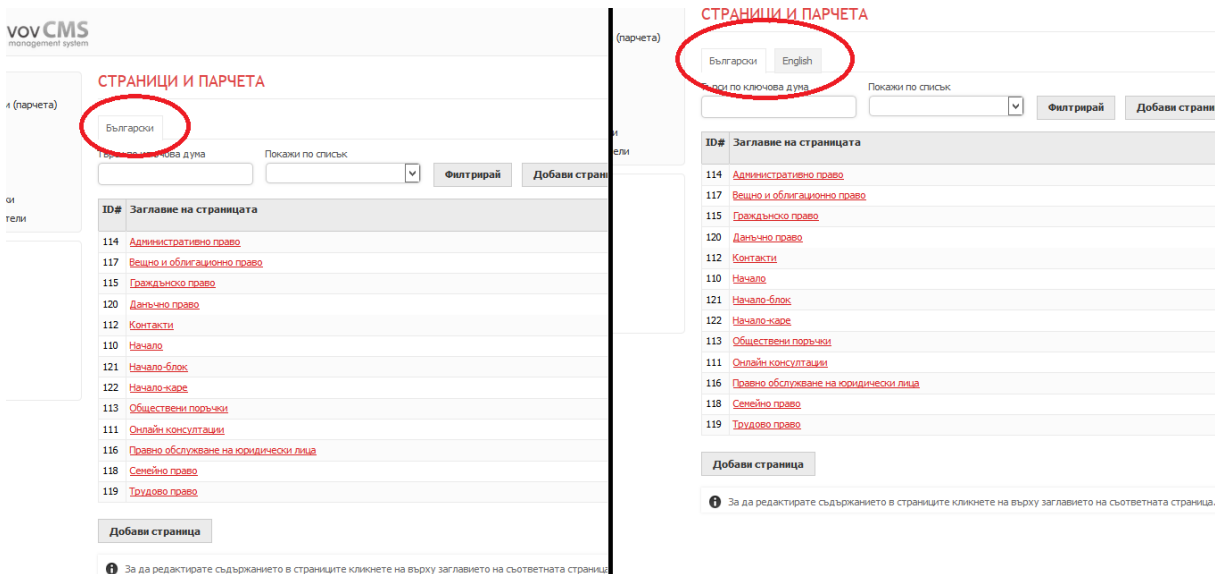 vov CMS
management system
и (парчета)
ки
тели
СТРАНИЦИ И ПАРЧЕТА
Български
Търси по ключова дума Покажи по списък
Филтрирай Добави страни
ID# Заглавие на страницата
114 Административно право
117 Вещно и облигационно право
115 Гражданско право
120 Данъчно право
112 Контакти
110 Начало
121 Начало-блок
122 Начало-каре
113 Обществени поръчки
111 Онлайн консултации
116 Правно обслужване на юридически лица
118 Семейно право
119 Трудово право
Добави страница
За да редактирате съдържанието в страниците кликнете на върху заглавието на съответната страница
(парчета)
и
ели
СТРАНИЦИ И ПАРЧЕТА
Български English
Търси по ключова дума Покажи по списък
Филтрирай Добави страни
ID# Заглавие на страницата
114 Административно право
117 Вещно и облигационно право
115 Гражданско право
120 Данъчно право
112 Контакти
110 Начало
121 Начало-блок
122 Начало-каре
113 Обществени поръчки
111 Онлайн консултации
116 Правно обслужване на юридически лица
118 Семейно право
119 Трудово право
Добави страница
За да редактирате съдържанието в страниците кликнете на върху заглавието на съответната страница.